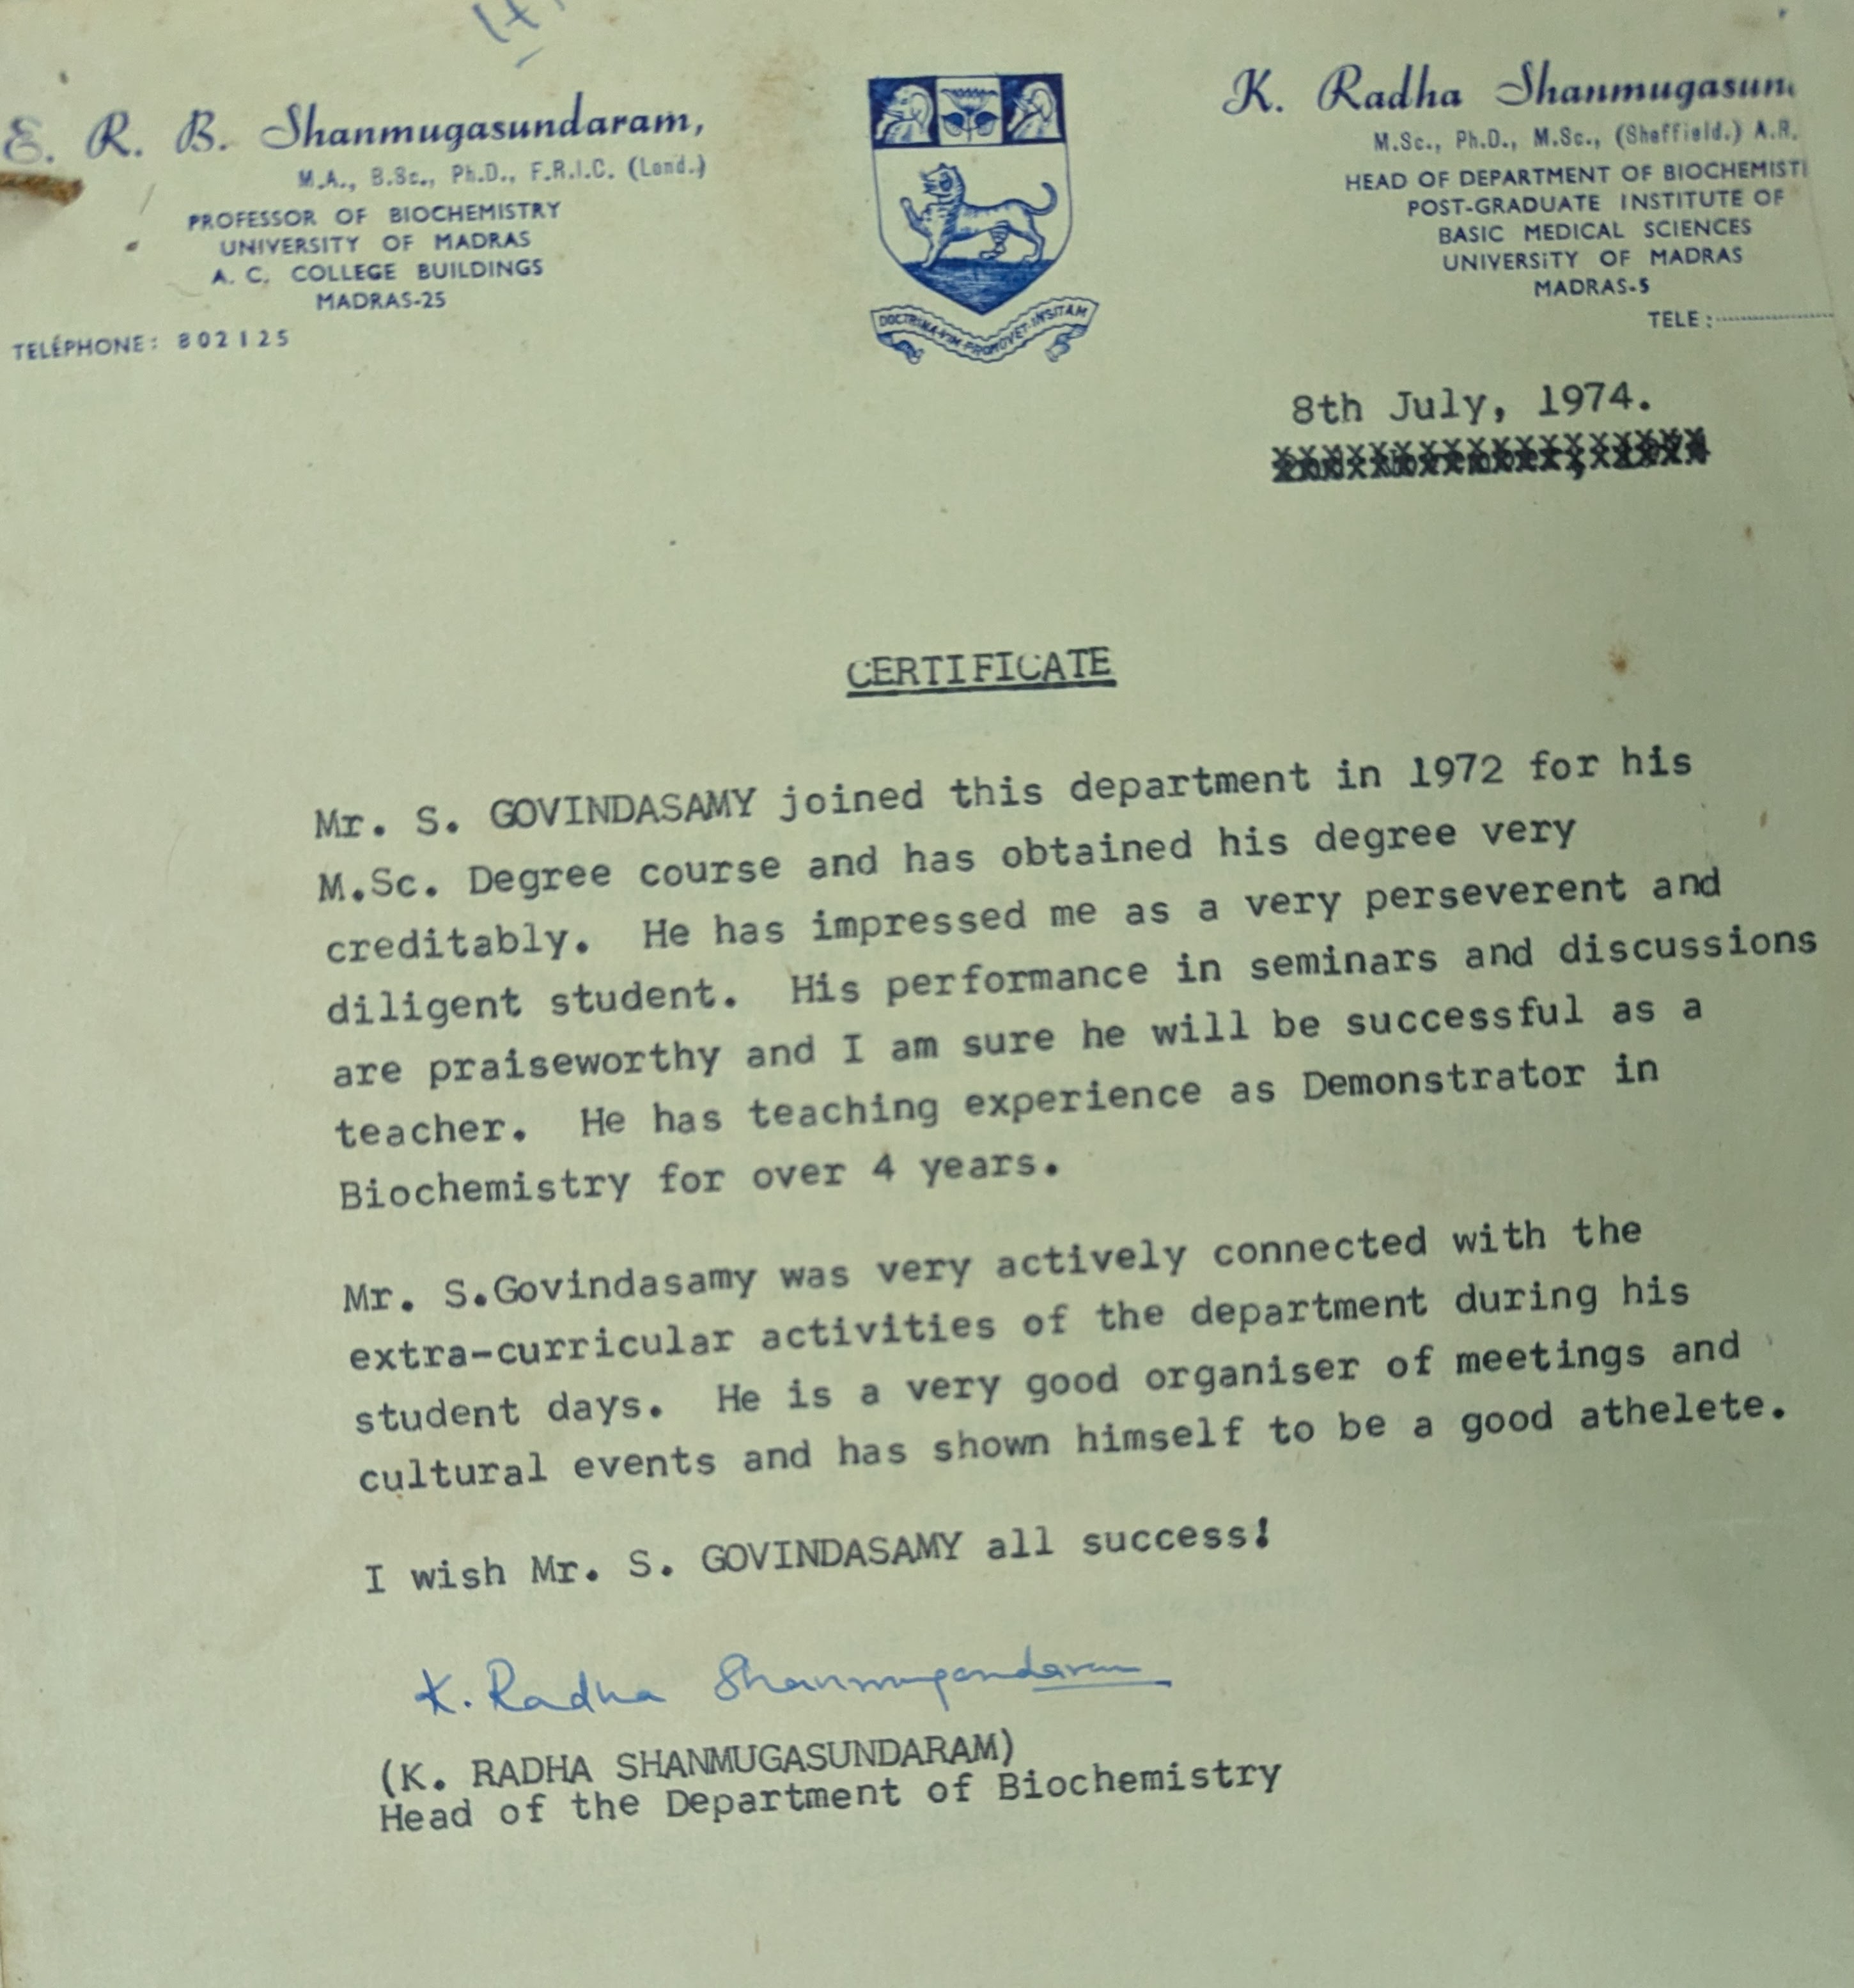 E. R. B. Shanmugasundaram,
M.A., B.Sc., Ph.D., F.R.I.C. (Lond.)
PROFESSOR OF BIOCHEMISTRY
UNIVERSITY OF MADRAS
A. C. COLLEGE BUILDINGS
MADRAS-25
TELEPHONE: 802125
DOCTRINA VIM PROMOVET INSITAM
K. Radha Shanmugasun
M.Sc., Ph.D., M.Sc., (Sheffield.) A.R.
HEAD OF DEPARTMENT OF BIOCHEMIST
POST-GRADUATE INSTITUTE OF
BASIC MEDICAL SCIENCES
UNIVERSITY OF MADRAS
MADRAS-5
TELE:
8th July, 1974.
CERTIFICATE
Mr. S. GOVINDASAMY joined this department in 1972 for his
M.Sc. Degree course and has obtained his degree very
creditably. He has impressed me as a very perseverent and
diligent student. His performance in seminars and discussions
are praiseworthy and I am sure he will be successful as a
teacher. He has teaching experience as Demonstrator in
Biochemistry for over 4 years.
Mr. S.Govindasamy was very actively connected with the
extra-curricular activities of the department during his
student days. He is a very good organiser of meetings and
cultural events and has shown himself to be a good athelete.
I wish Mr. S. GOVINDASAMY all success!
K. Radha Shanmugasundaram
(K. RADHA SHANMUGASUNDARAM)
Head of the Department of Biochemistry